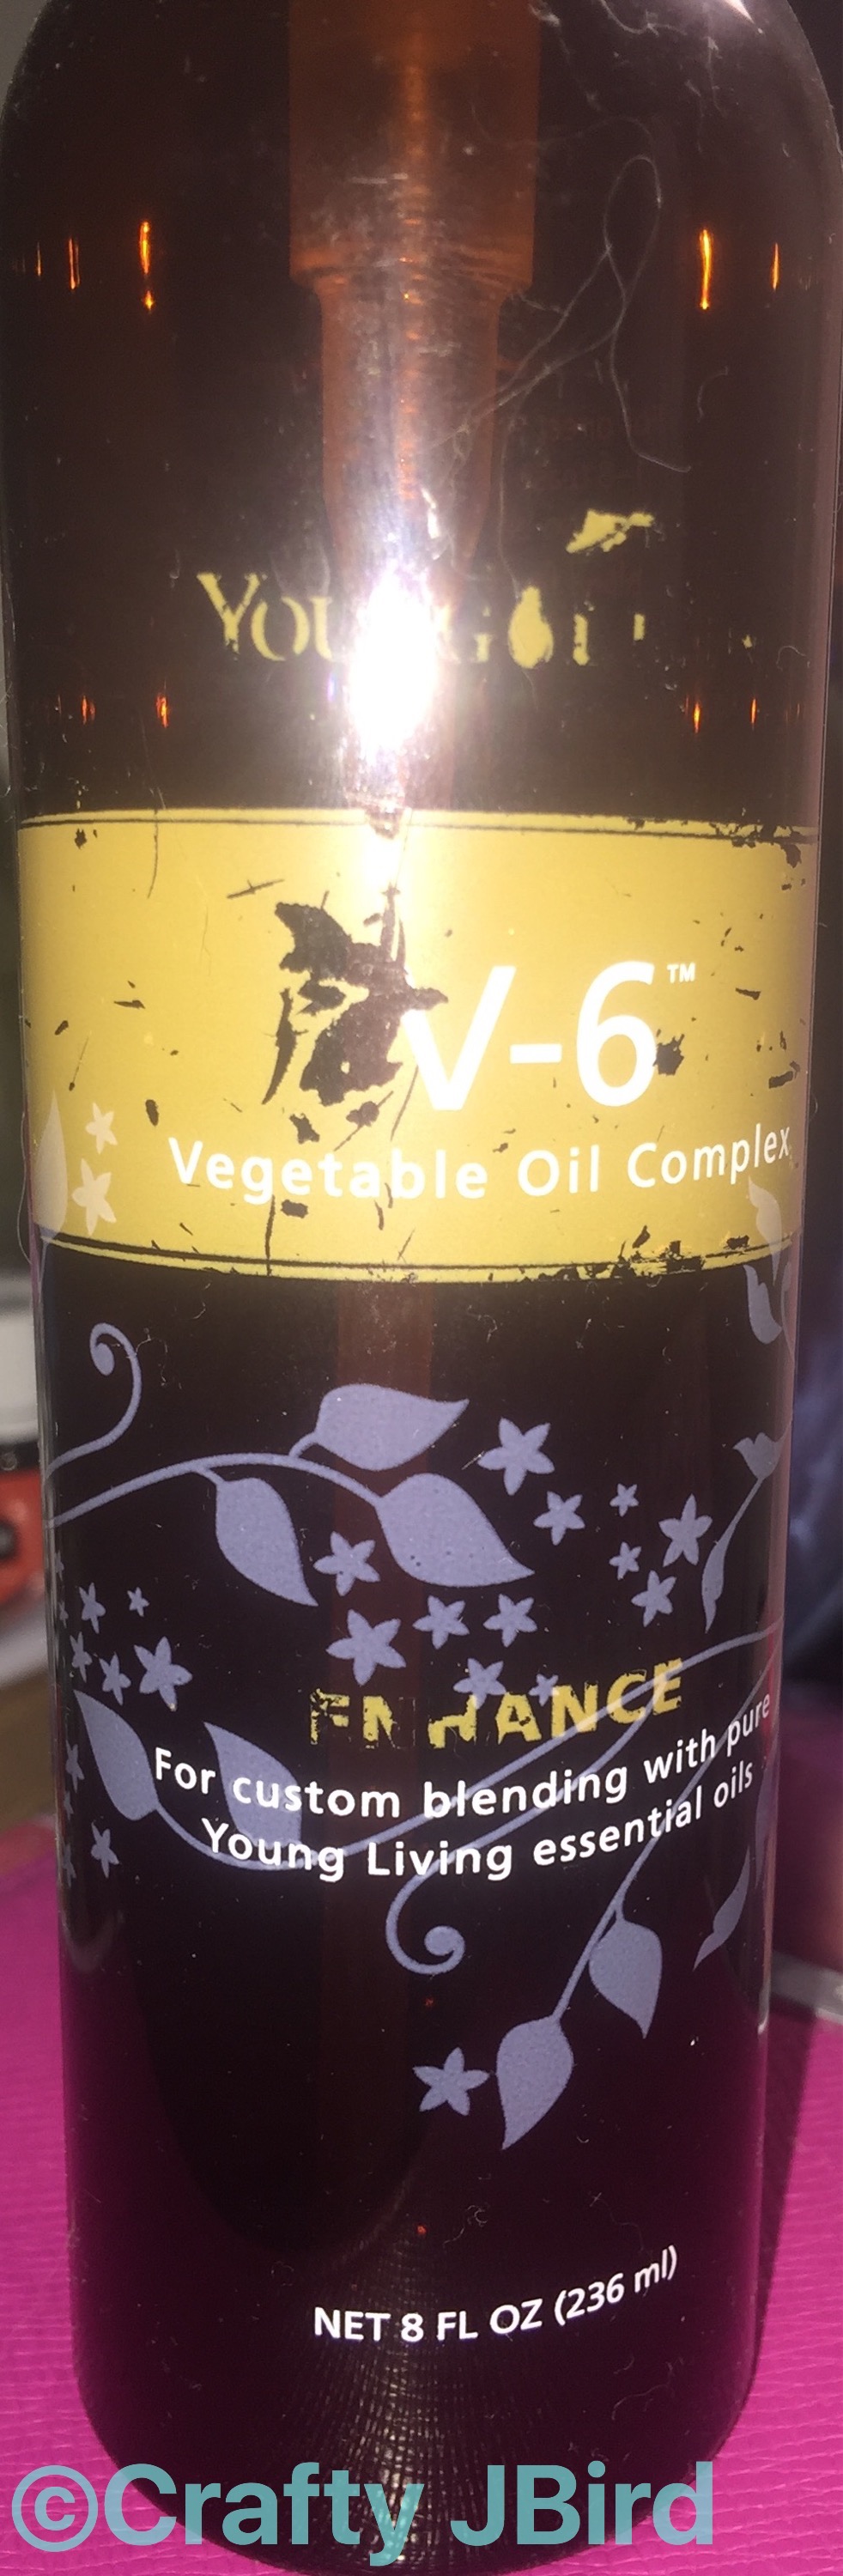 V-6™
Vegetable Oil Complex
ENHANCE
For custom blending with pure
Young Living essential oils
NET 8 FL OZ (236 ml)
©Crafty JBird